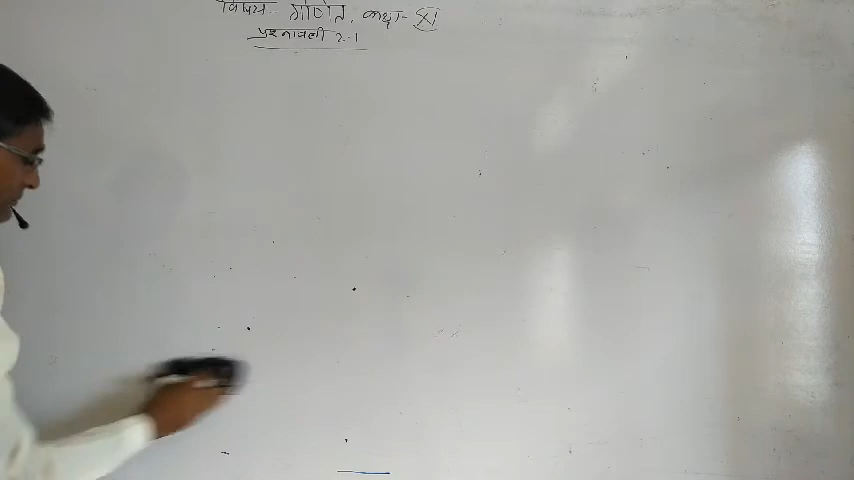 विषय- गणित, कक्षा- XI
प्रश्नावली 2.1